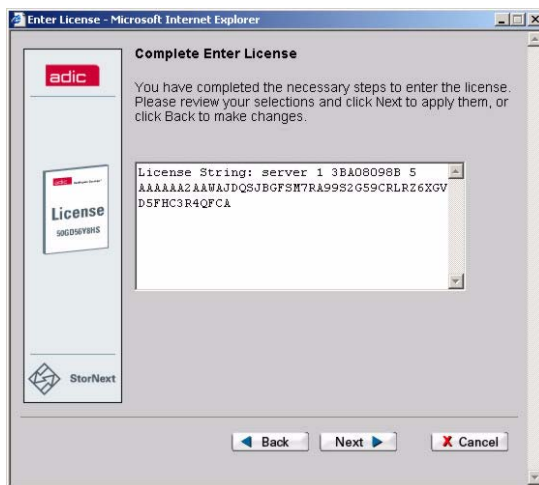 Enter License - Microsoft Internet Explorer
adic
Complete Enter License
You have completed the necessary steps to enter the license.
Please review your selections and click Next to apply them, or
click Back to make changes.
License String: server 1 3BA08098B 5
AAAAAA2AAWAJDQSJBGFSM7RA99S2G59CRLRZ6XGV
D5FHC3R4QFCA
adic
License
StorNext
Back
Next
X Cancel